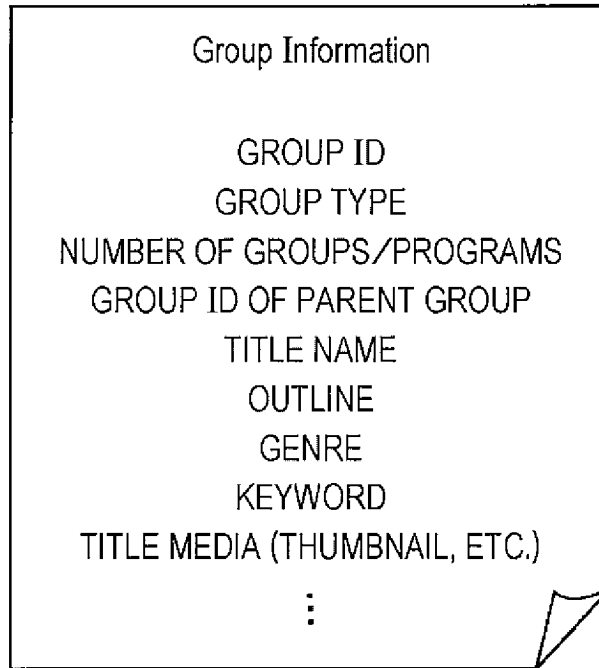 Group Information
GROUP ID
GROUP TYPE
NUMBER OF GROUPS/PROGRAMS
GROUP ID OF PARENT GROUP
TITLE NAME
OUTLINE
GENRE
KEYWORD
TITLE MEDIA (THUMBNAIL, ETC.)
⋮